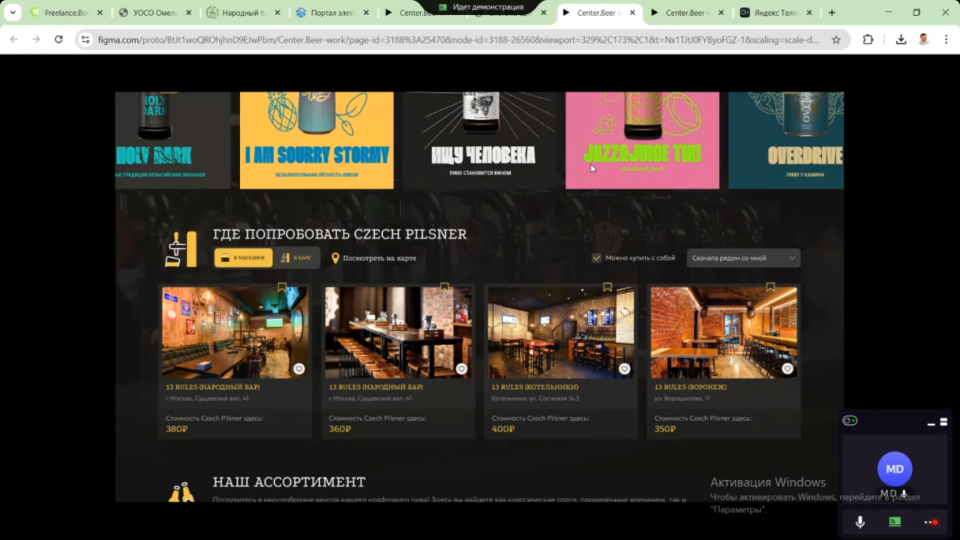 Идет демонстрация
Freelance.Bo
УОСО Омел
Народный б
Портал элек
Center.Beer
Center.Beer v
Center.Beer v
Яндекс Теле
figma.com/proto/BtJt1woQROhjhnD9EJwPbm/Center.Beer-work?page-id=3188%3A25470&node-id=3188-26560&viewport=329%2C173%2C1&t=Nx1TJtJ0FYByoFGZ-1&scaling=scale-d...
HOLY DARK
I AM SOURRY STORMY
БЕЗАЛКОГОЛЬНАЯ ЛЁГКОСТЬ ХМЕЛЯ
ИЩУ ЧЕЛОВЕКА
ПИВО СТАНОВИТСЯ ВИНОМ
JAZZ&JUICE TIKI
OVERDRIVE
ПИВО У КАМИНА
ГДЕ ПОПРОБОВАТЬ CZECH PILSNER
В МАГАЗИНЕ
В БАРЕ
Посмотреть на карте
Можно купить с собой
Сначала рядом со мной
13 RULES (НАРОДНЫЙ БАР)
г.Москва, Сущевский вал, 41
Стоимость Czech Pilsner здесь:
380₽
13 RULES (НАРОДНЫЙ БАР)
г.Москва, Сущевский вал, 41
Стоимость Czech Pilsner здесь:
360₽
13 RULES (КОТЕЛЬНИКИ)
Котельники, ул. Сосновая 1к.3
Стоимость Czech Pilsner здесь:
400₽
13 RULES (ВОРОНЕЖ)
ул. Ворошилова, 1Г
Стоимость Czech Pilsner здесь:
350₽
НАШ АССОРТИМЕНТ
Погрузитесь в многообразие вкусов нашего крафтового пива! Здесь вы найдете как классические сорта, проверенные временем, так и
Активация Windows
Чтобы активировать Windows, перейдите в раздел
"Параметры".
MD
MD